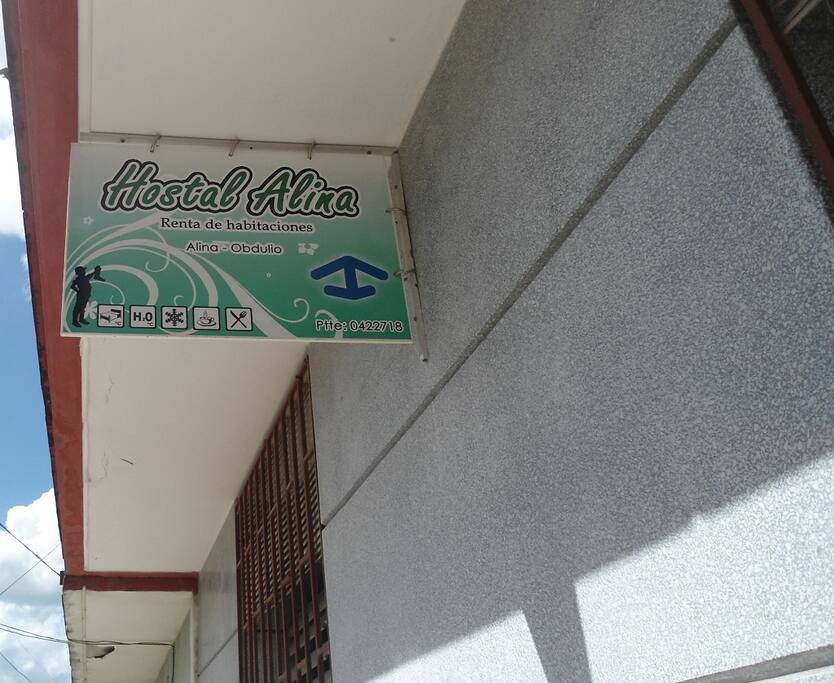 Hostal Alina
Renta de habitaciones
Alina - Obdulio
H2O
°C
°C
Ptte: 0422718